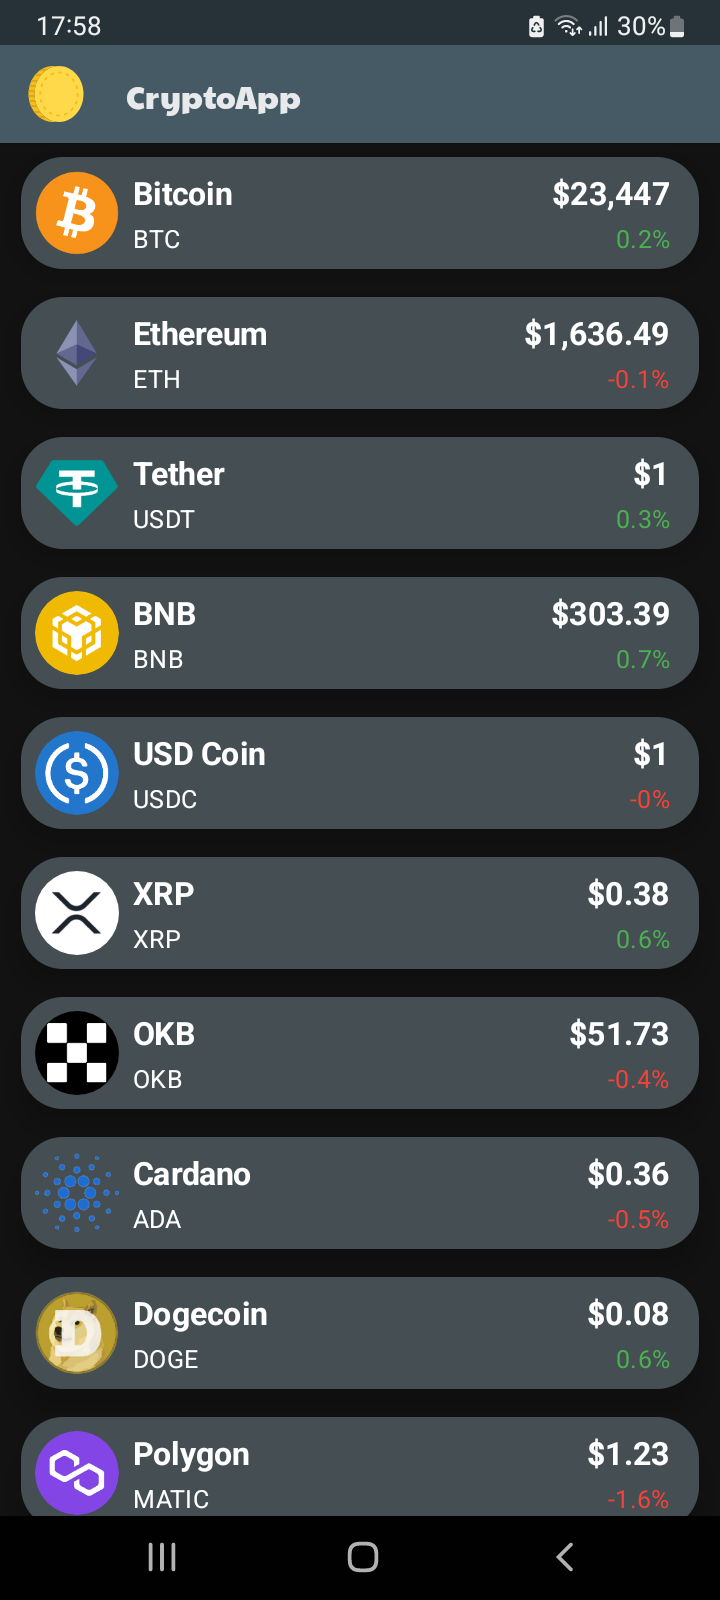 17:58 30%
CryptoApp
Bitcoin $23,447
BTC 0.2%
Ethereum $1,636.49
ETH -0.1%
Tether $1
USDT 0.3%
BNB $303.39
BNB 0.7%
USD Coin $1
USDC -0%
XRP $0.38
XRP 0.6%
OKB $51.73
OKB -0.4%
Cardano $0.36
ADA -0.5%
Dogecoin $0.08
DOGE 0.6%
Polygon $1.23
MATIC -1.6%